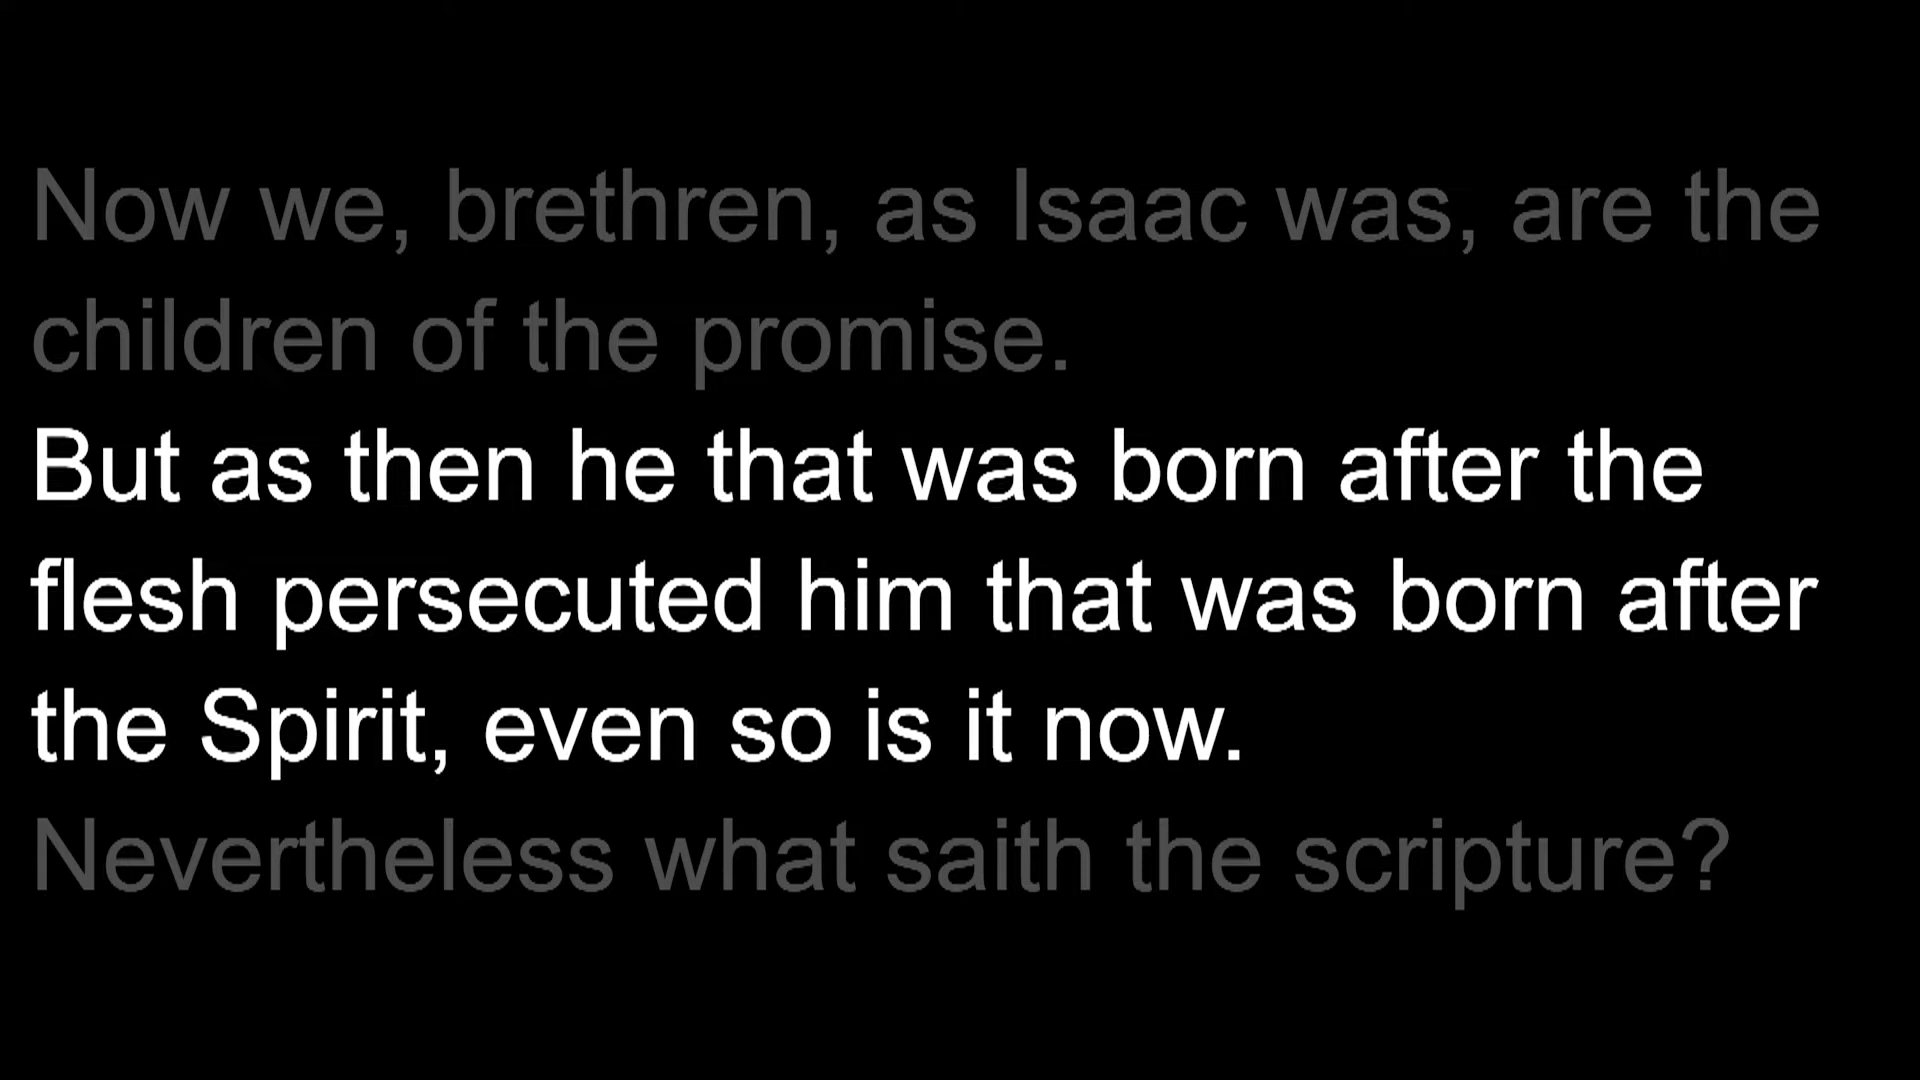 Now we, brethren, as Isaac was, are the
children of the promise.
But as then he that was born after the
flesh persecuted him that was born after
the Spirit, even so is it now.
Nevertheless what saith the scripture?